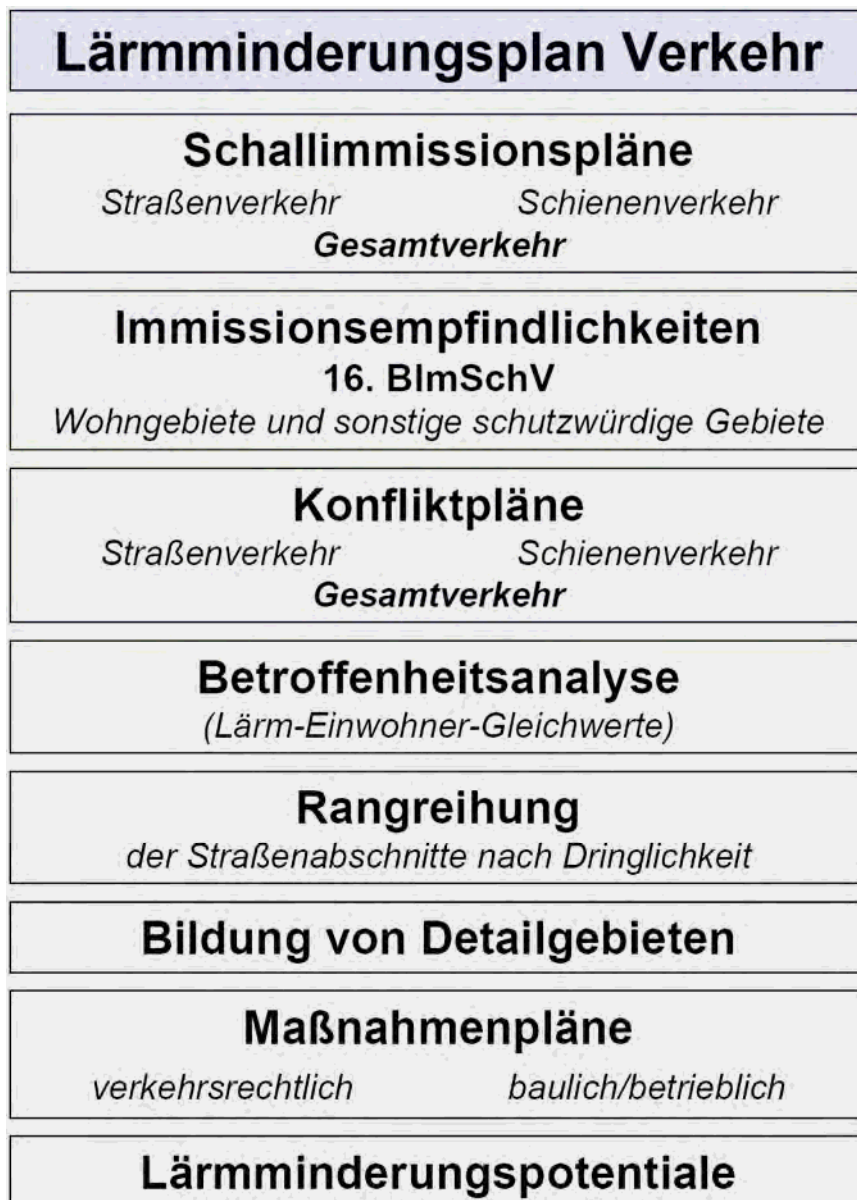 Lärmminderungsplan Verkehr
Schallimmissionspläne
Straßenverkehr Schienenverkehr
Gesamtverkehr
Immissionsempfindlichkeiten
16. BImSchV
Wohngebiete und sonstige schutzwürdige Gebiete
Konfliktpläne
Straßenverkehr Schienenverkehr
Gesamtverkehr
Betroffenheitsanalyse
(Lärm-Einwohner-Gleichwerte)
Rangreihung
der Straßenabschnitte nach Dringlichkeit
Bildung von Detailgebieten
Maßnahmenpläne
verkehrsrechtlich baulich/betrieblich
Lärmminderungspotentiale